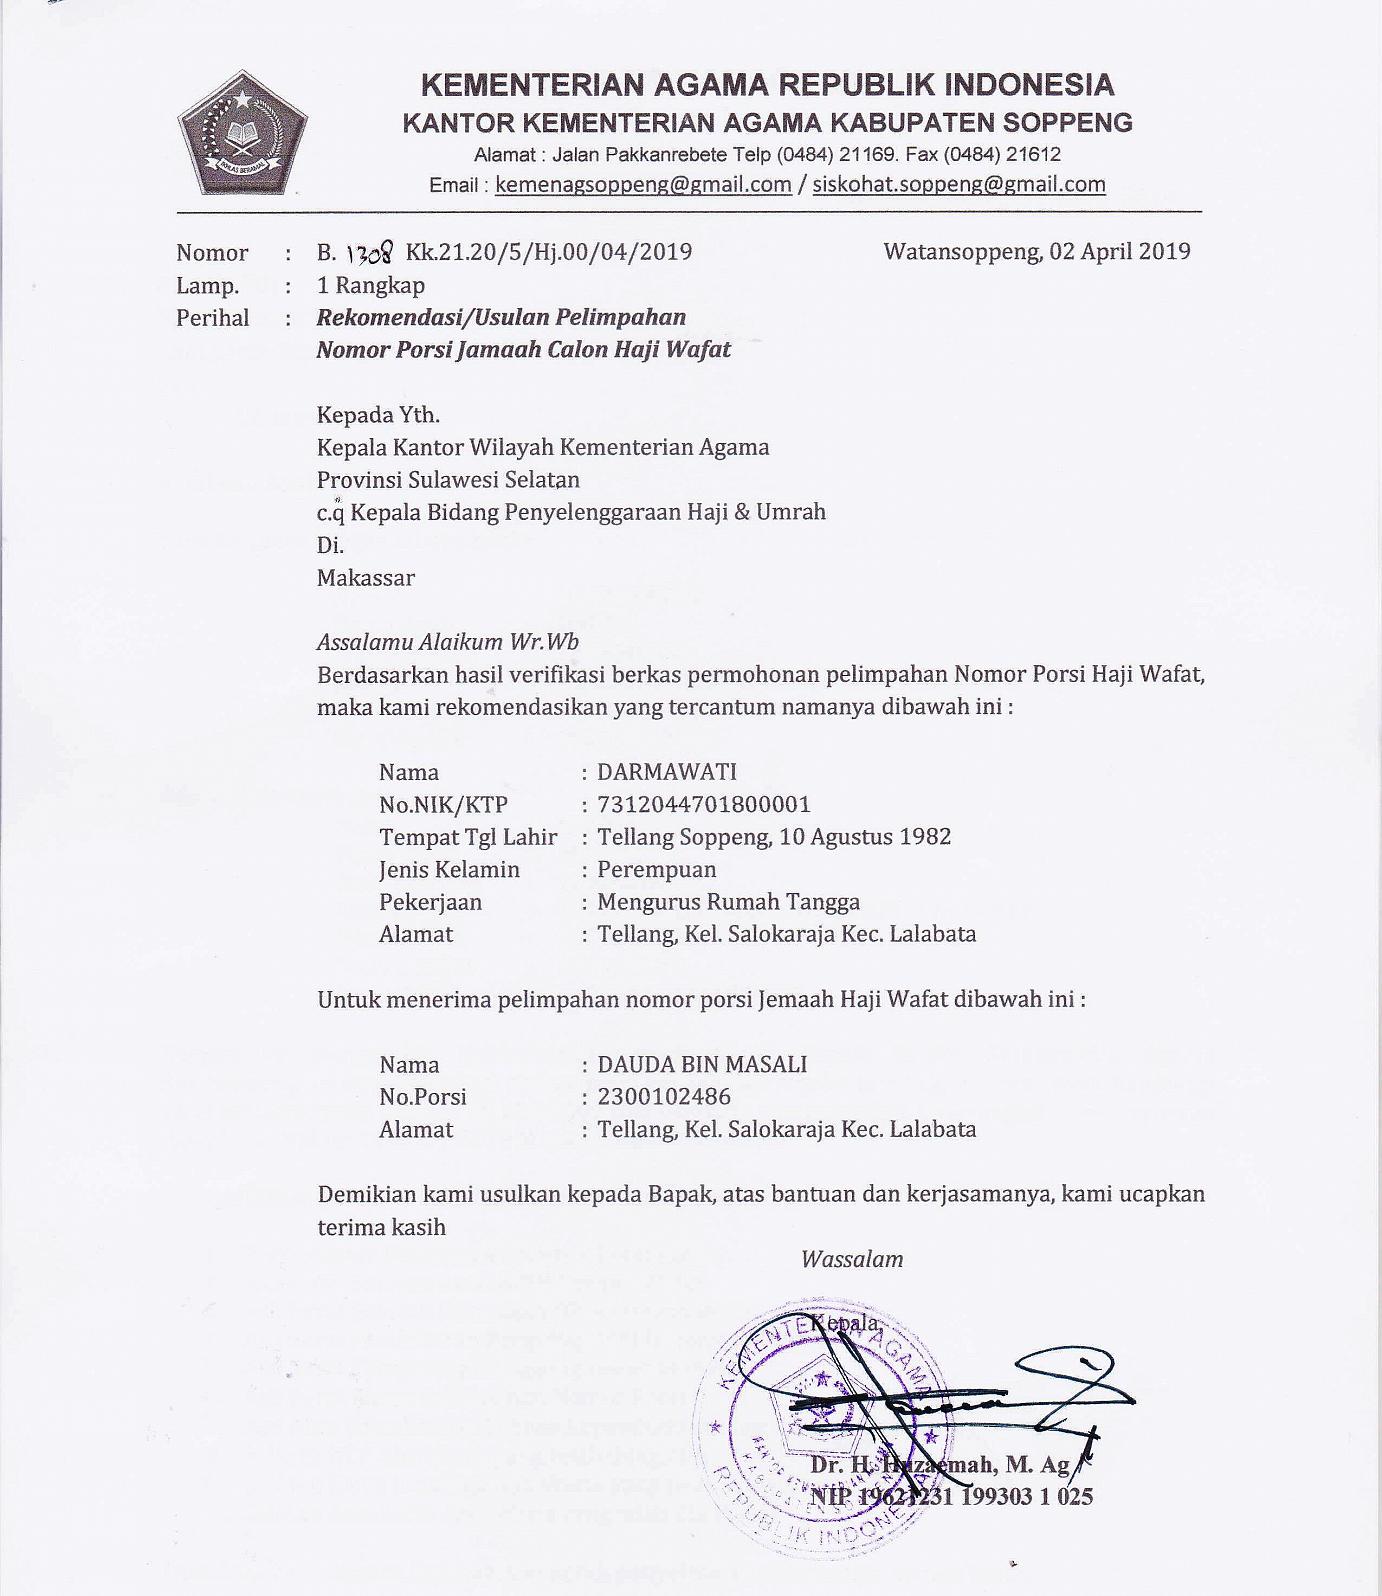 KEMENTERIAN AGAMA REPUBLIK INDONESIA
KANTOR KEMENTERIAN AGAMA KABUPATEN SOPPENG
Alamat : Jalan Pakkanrebete Telp (0484) 21169. Fax (0484) 21612
Email : kemenagsoppeng@gmail.com / siskohat.soppeng@gmail.com
IKHLAS BERAMAL
Nomor : B. 1308 Kk.21.20/5/Hj.00/04/2019 Watansoppeng, 02 April 2019
Lamp. : 1 Rangkap
Perihal : Rekomendasi/Usulan Pelimpahan
Nomor Porsi Jamaah Calon Haji Wafat
Kepada Yth.
Kepala Kantor Wilayah Kementerian Agama
Provinsi Sulawesi Selatan
c.q Kepala Bidang Penyelenggaraan Haji & Umrah
Di.
Makassar
Assalamu Alaikum Wr.Wb
Berdasarkan hasil verifikasi berkas permohonan pelimpahan Nomor Porsi Haji Wafat,
maka kami rekomendasikan yang tercantum namanya dibawah ini :
Nama : DARMAWATI
No.NIK/KTP : 7312044701800001
Tempat Tgl Lahir : Tellang Soppeng, 10 Agustus 1982
Jenis Kelamin : Perempuan
Pekerjaan : Mengurus Rumah Tangga
Alamat : Tellang, Kel. Salokaraja Kec. Lalabata
Untuk menerima pelimpahan nomor porsi Jemaah Haji Wafat dibawah ini :
Nama : DAUDA BIN MASALI
No.Porsi : 2300102486
Alamat : Tellang, Kel. Salokaraja Kec. Lalabata
Demikian kami usulkan kepada Bapak, atas bantuan dan kerjasamanya, kami ucapkan
terima kasih
Wassalam
Kepala,
KEMENTERIAN AGAMA
KANTOR KEMENTERIAN AGAMA
KABUPATEN SOPPENG
REPUBLIK INDONESIA
Dr. H. Huzaemah, M. Ag
NIP 19621231 199303 1 025